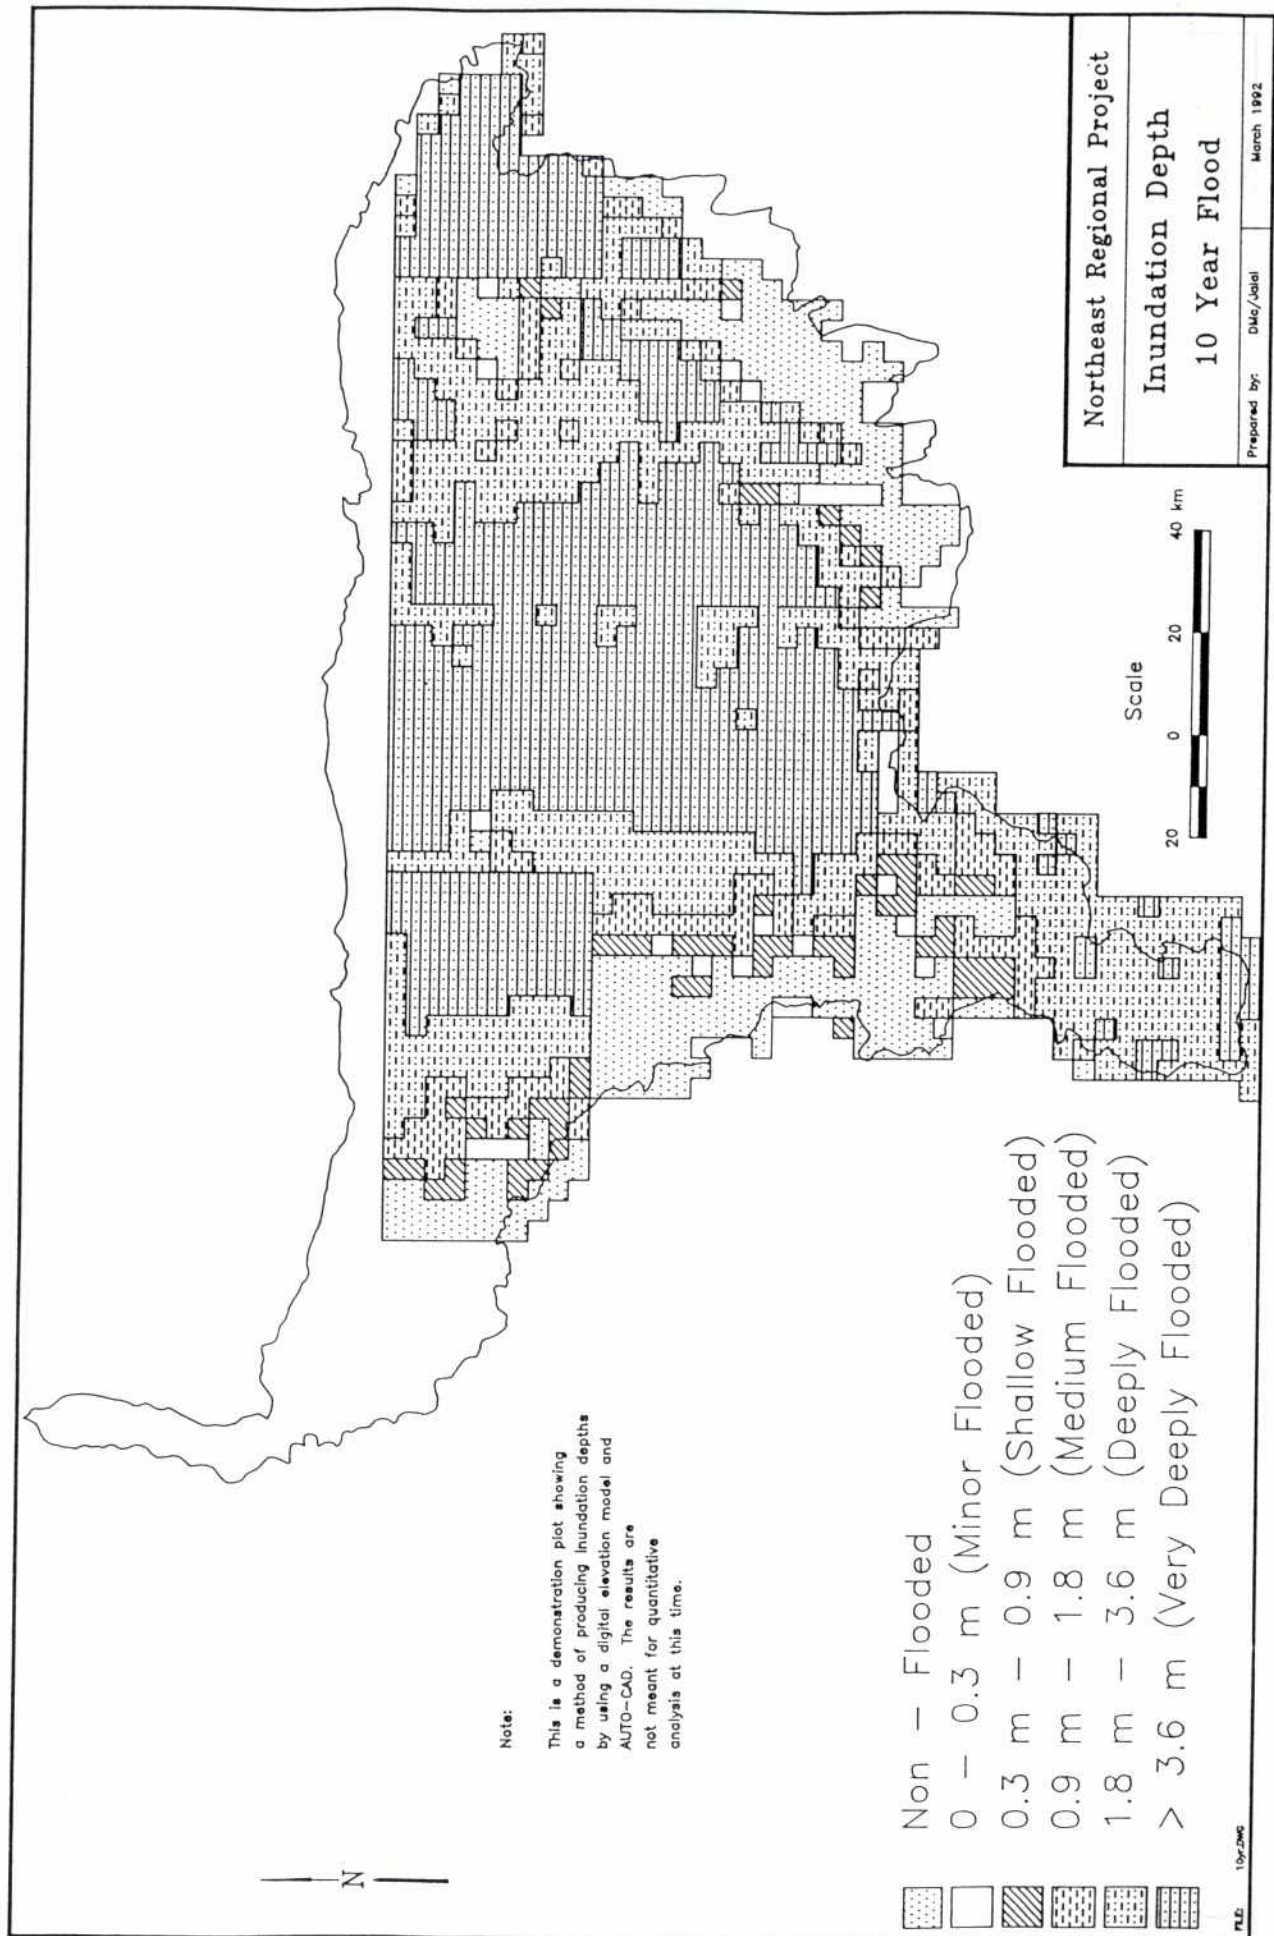 N
Note:
This is a demonstration plot showing
a method of producing inundation depths
by using a digital elevation model and
AUTO-CAD. The results are
not meant for quantitative
analysis at this time.
Non - Flooded
0 - 0.3 m (Minor Flooded)
0.3 m - 0.9 m (Shallow Flooded)
0.9 m - 1.8 m (Medium Flooded)
1.8 m - 3.6 m (Deeply Flooded)
> 3.6 m (Very Deeply Flooded)
Scale
20 0 20 40 km
Northeast Regional Project
Inundation Depth
10 Year Flood
Prepared by: DMc/Jalal March 1992
FILE: 10yr.DWG